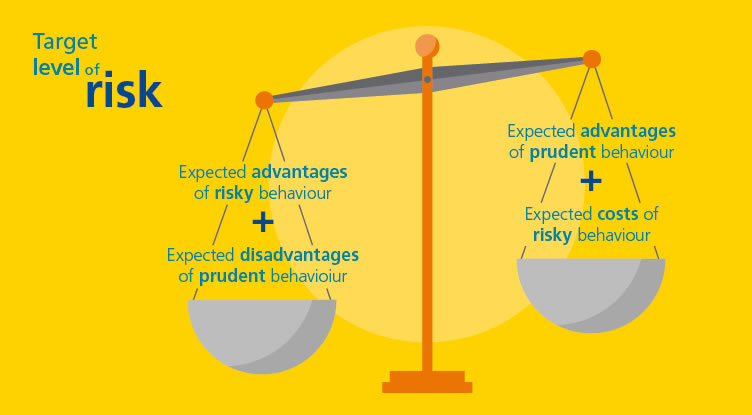 Target
level of
risk
Expected advantages
of risky behaviour
+
Expected disadvantages
of prudent behavioiur
Expected advantages
of prudent behaviour
+
Expected costs of
risky behaviour